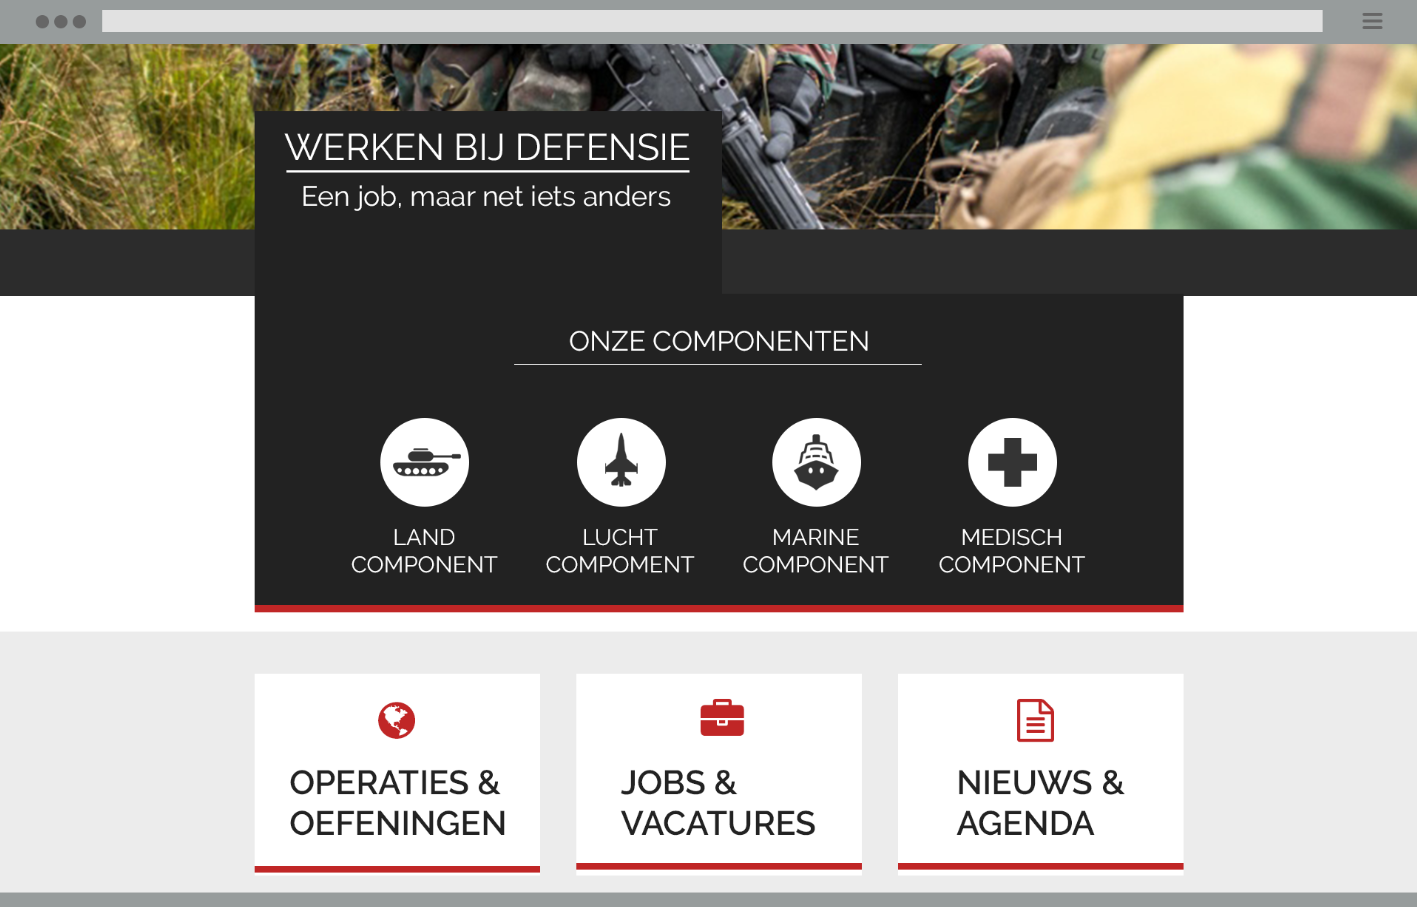 WERKEN BIJ DEFENSIE
Een job, maar net iets anders
ONZE COMPONENTEN
LAND
COMPONENT
LUCHT
COMPOMENT
MARINE
COMPONENT
MEDISCH
COMPONENT
OPERATIES &
OEFENINGEN
JOBS &
VACATURES
NIEUWS &
AGENDA